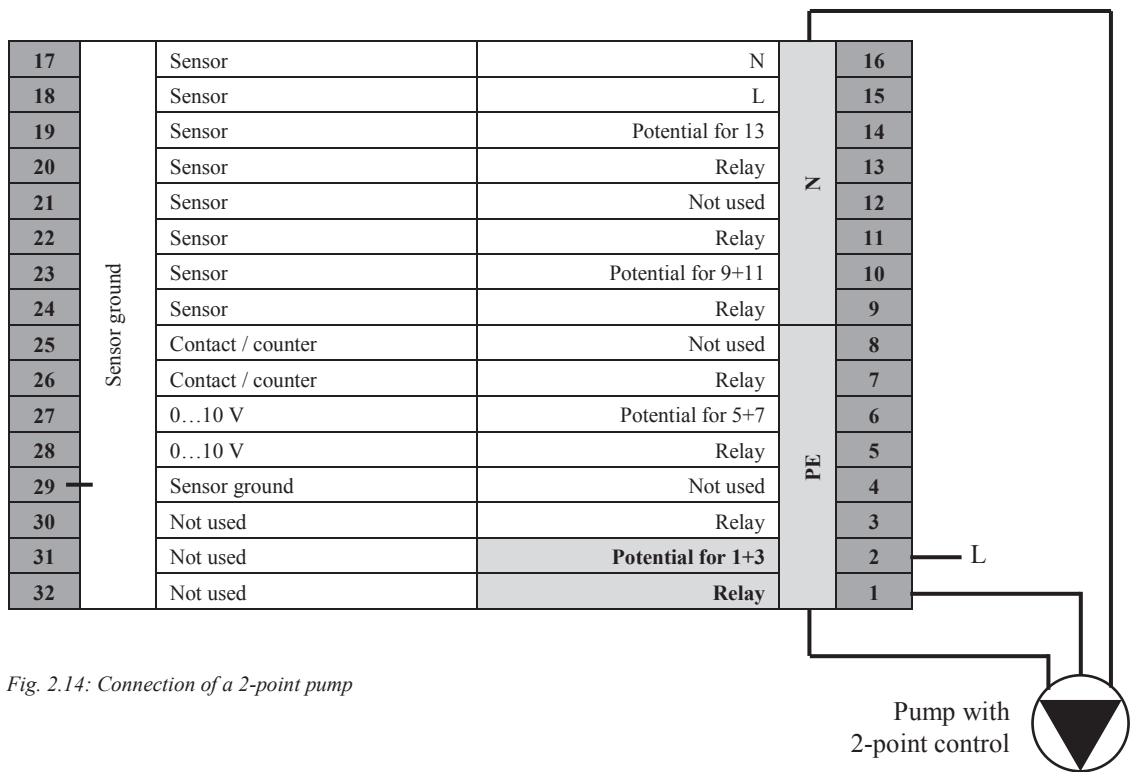 17 Sensor N 16
18 Sensor L 15
19 Sensor Potential for 13 14
20 Sensor Relay 13
N
21 Sensor Not used 12
22 Sensor Relay 11
23 Sensor Potential for 9+11 10
Sensor ground
24 Sensor Relay 9
25 Contact / counter Not used 8
26 Contact / counter Relay 7
27 0…10 V Potential for 5+7 6
28 0…10 V Relay 5
PE
29 Sensor ground Not used 4
30 Not used Relay 3
31 Not used Potential for 1+3 2 L
32 Not used Relay 1
Fig. 2.14: Connection of a 2-point pump
Pump with
2-point control